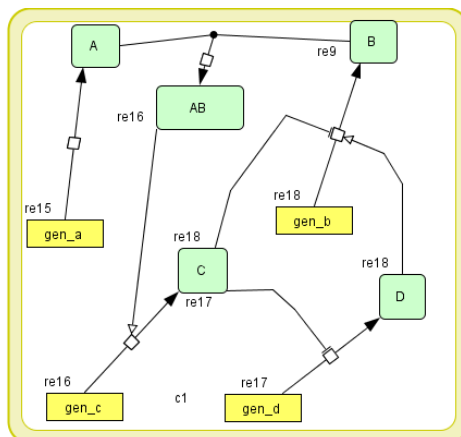 A
B
re9
AB
re16
re15
gen_a
re18
gen_b
re18
C
re17
re18
D
re16
gen_c
c1
re17
gen_d